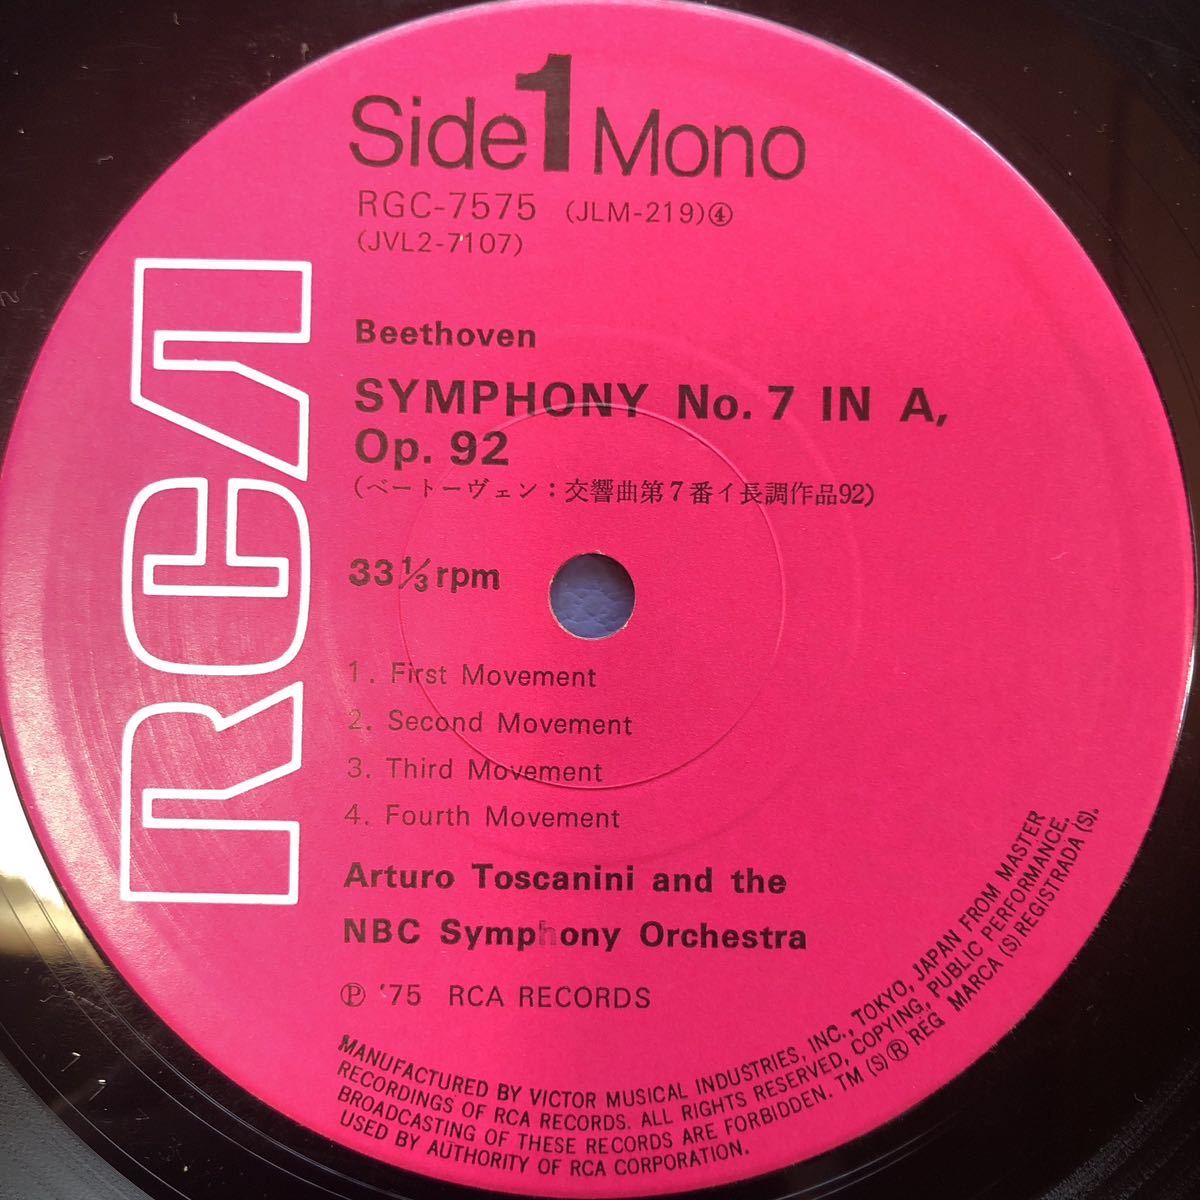 Side 1 Mono
RGC-7575 (JLM-219)④
(JVL2-7107)
RCA
Beethoven
SYMPHONY No. 7 IN A,
Op. 92
(ベートーヴェン：交響曲第7番イ長調作品92)
33 1/3 rpm
1. First Movement
2. Second Movement
3. Third Movement
4. Fourth Movement
Arturo Toscanini and the
NBC Symphony Orchestra
℗ '75 RCA RECORDS
MANUFACTURED BY VICTOR MUSICAL INDUSTRIES, INC., TOKYO, JAPAN FROM MASTER
RECORDINGS OF RCA RECORDS. ALL RIGHTS RESERVED, COPYING, PUBLIC PERFORMANCE,
BROADCASTING OF THESE RECORDS ARE FORBIDDEN. TM (S) ® REG MARCA (S) REGISTRADA (S).
USED BY AUTHORITY OF RCA CORPORATION.